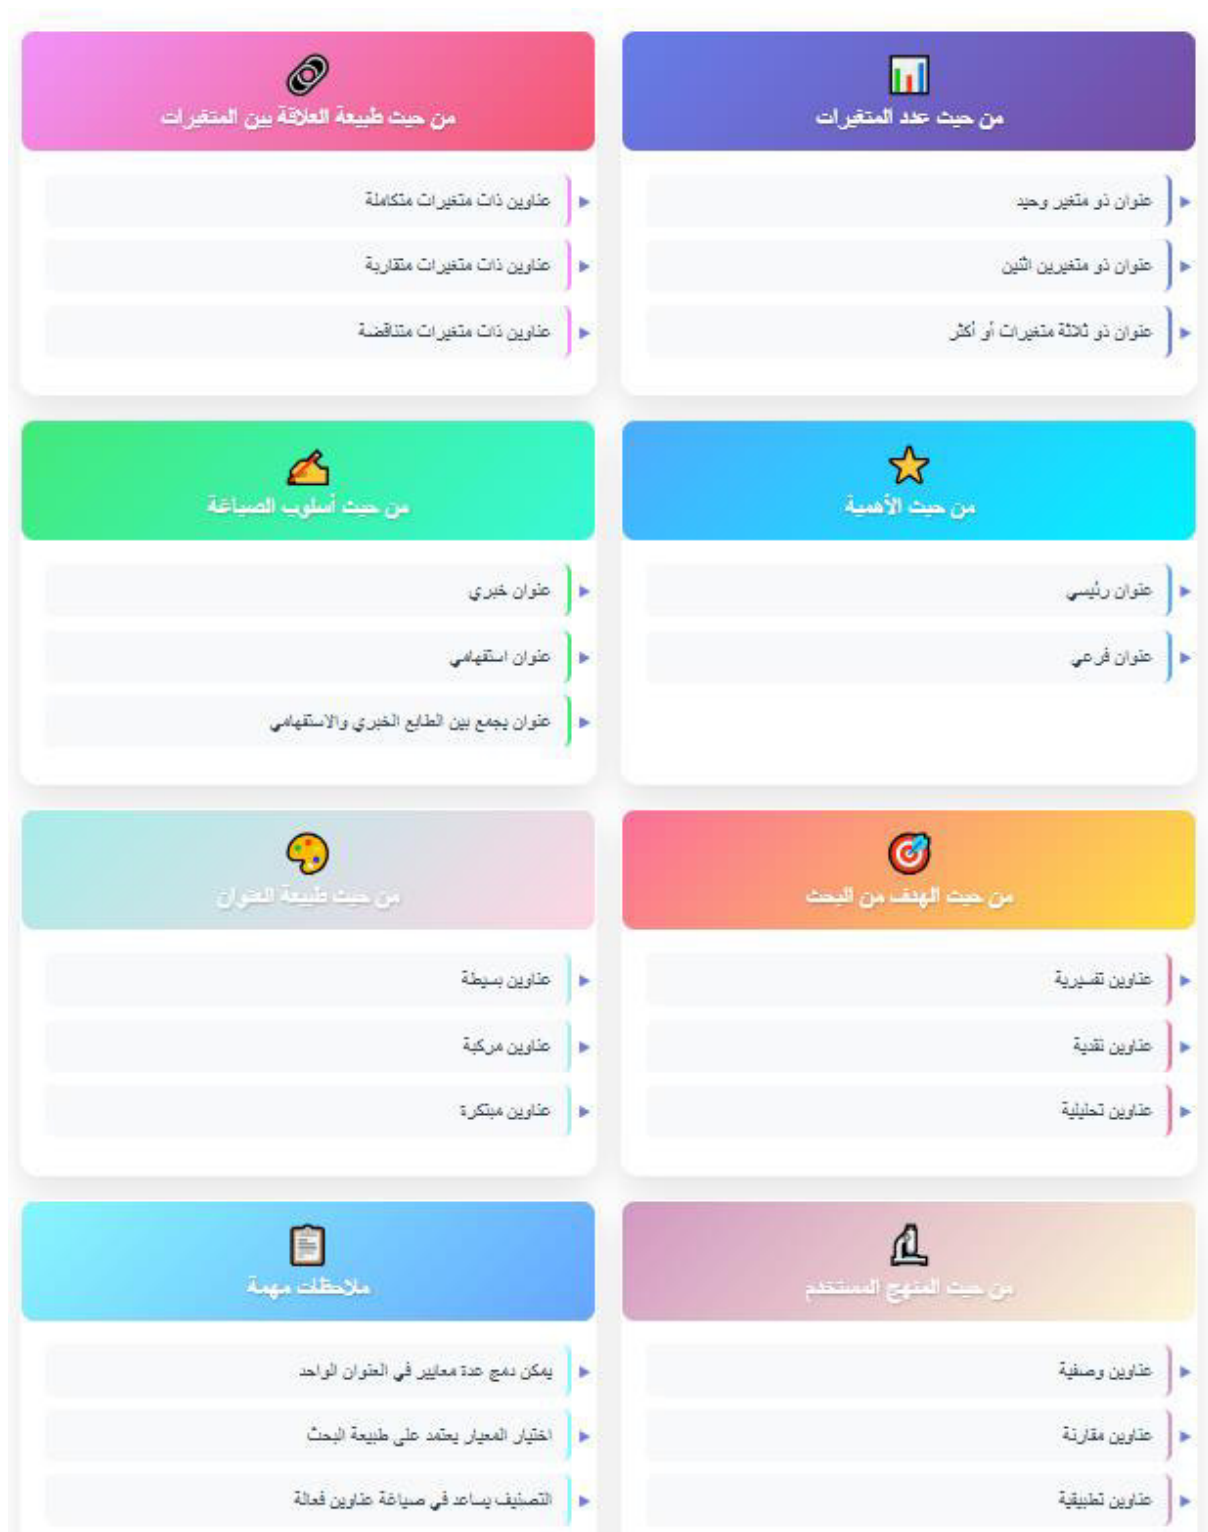 من حيث عدد المتغيرات
عنوان ذو متغير وحيد
عنوان ذو متغيرين اثنين
عنوان ذو ثلاثة متغيرات أو أكثر
من حيث طبيعة العلاقة بين المتغيرات
عناوين ذات متغيرات متكاملة
عناوين ذات متغيرات متقاربة
عناوين ذات متغيرات متناقضة
من حيث الأهمية
عنوان رئيسي
عنوان فرعي
من حيث أسلوب الصياغة
عنوان خبري
عنوان استفهامي
عنوان يجمع بين الطابع الخبري والاستفهامي
من حيث الهدف من البحث
عناوين تفسيرية
عناوين نقدية
عناوين تحليلية
من حيث طبيعة العنوان
عناوين بسيطة
عناوين مركبة
عناوين مبتكرة
من حيث المنهج المستخدم
عناوين وصفية
عناوين مقارنة
عناوين تطبيقية
ملاحظات مهمة
يمكن دمج عدة معايير في العنوان الواحد
اختيار المعيار يعتمد على طبيعة البحث
التصنيف يساعد في صياغة عناوين فعالة